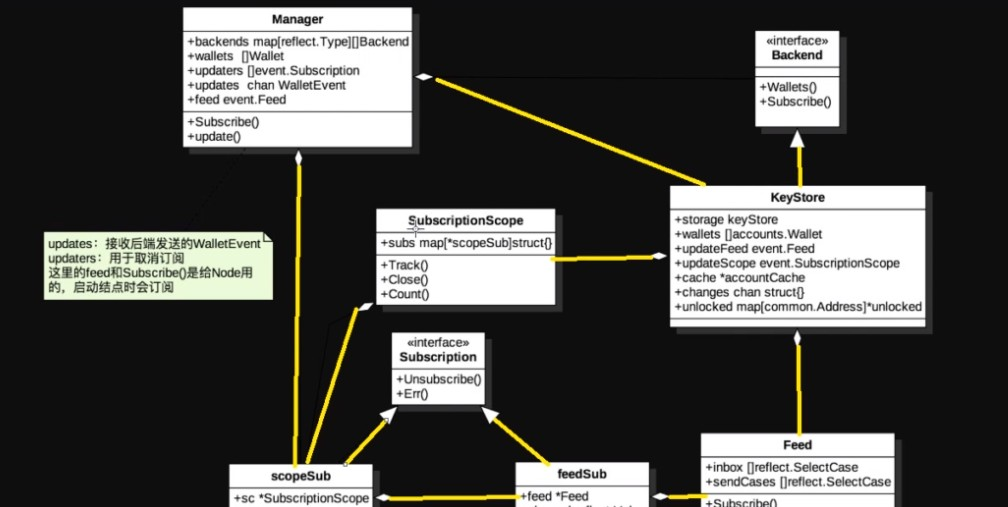 Manager
+backends map[reflect.Type][]Backend
+wallets []Wallet
+updaters []event.Subscription
+updates chan WalletEvent
+feed event.Feed
+Subscribe()
+update()
«interface»
Backend
+Wallets()
+Subscribe()
updates：接收后端发送的WalletEvent
updaters：用于取消订阅
这里的feed和Subscribe()是给Node用
的，启动结点时会订阅
SubscriptionScope
+subs map[*scopeSub]struct{}
+Track()
+Close()
+Count()
KeyStore
+storage keyStore
+wallets []accounts.Wallet
+updateFeed event.Feed
+updateScope event.SubscriptionScope
+cache *accountCache
+changes chan struct{}
+unlocked map[common.Address]*unlocked
«interface»
Subscription
+Unsubscribe()
+Err()
scopeSub
+sc *SubscriptionScope
feedSub
+feed *Feed
Feed
+inbox []reflect.SelectCase
+sendCases []reflect.SelectCase
+Subscribe()